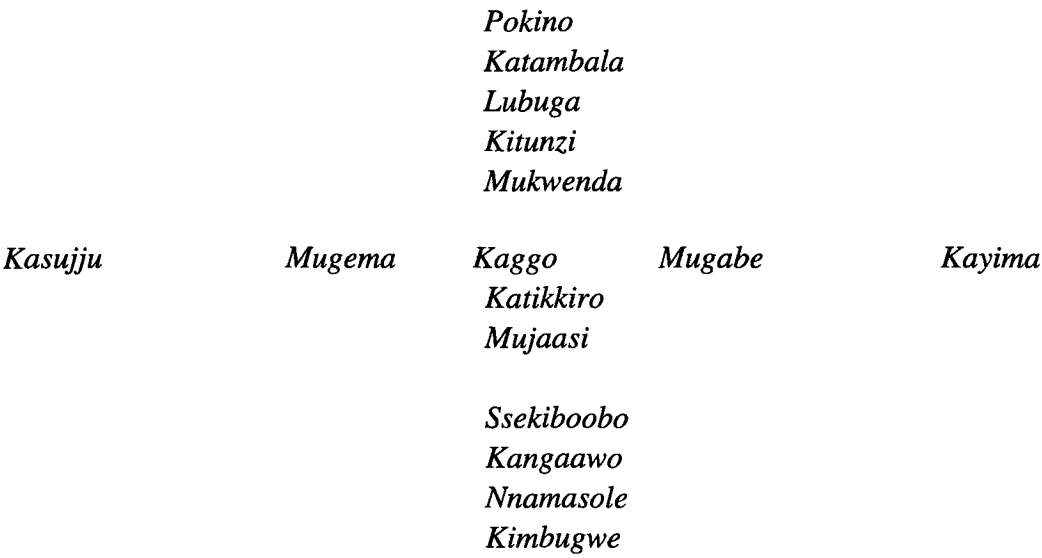 Pokino
Katambala
Lubuga
Kitunzi
Mukwenda
Kasujju Mugema Kaggo Mugabe Kayima
Katikkiro
Mujaasi
Ssekiboobo
Kangaawo
Nnamasole
Kimbugwe